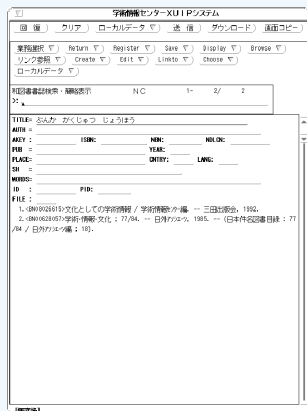 学術情報センターXUIPシステム
回復 クリア ローカルデータ ▽ 送信 ダウンロード 画面コピー
業務選択 ▽ Return ▽ Register ▽ Save ▽ Display ▽ Browse ▽
リンク参照 ▽ Create ▽ Edit ▽ Linkto ▽ Choose ▽
ローカルデータ ▽
和図書書誌検索・簡略表示 NC 1- 2/ 2
>:
TITLE= ぶんか がくじゅつ じょうほう
AUTH =
AKEY : ISBN: NBN: NDLCN:
PUB = YEAR:
PLACE= CNTRY: LANG:
SH =
WORDS=
ID : PID:
FILE :
1.<BN08026615>文化としての学術情報 / 学術情報センター編. -- 三田出版会, 1992.
2.<BN00628057>学術・情報・文化 : 77/84. -- 日外アソシエーツ, 1985. -- (日本件名図書目録 : 77
/84 / 日外アソシエーツ編 ; 18).